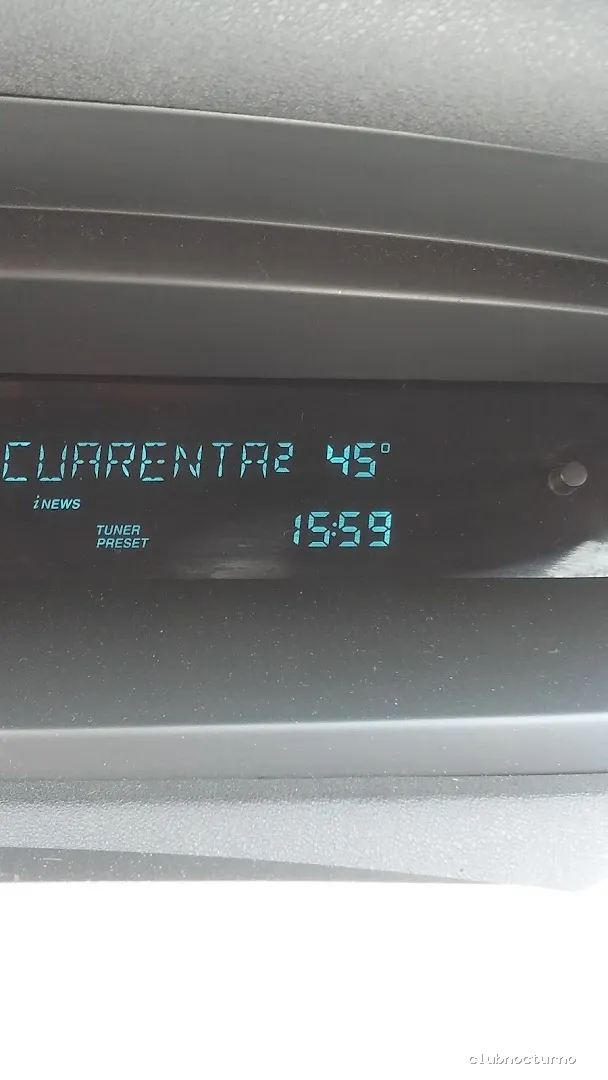 CUARENTA2 45°
iNEWS
TUNER 15:59
PRESET
clubnocturno